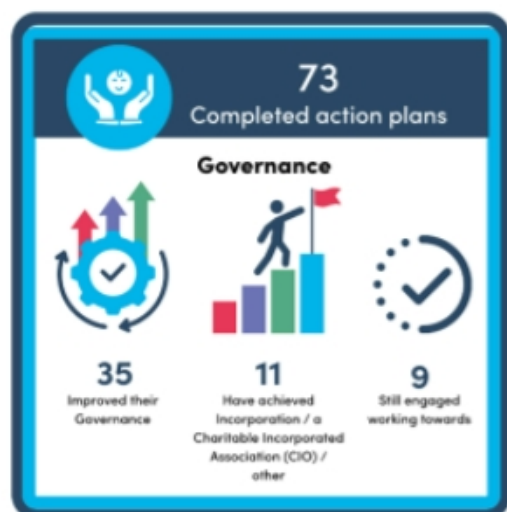 73
Completed action plans
Governance
35
Improved their
Governance
11
Have achieved
Incorporation / a
Charitable Incorporated
Association (CIO) /
other
9
Still engaged
working towards